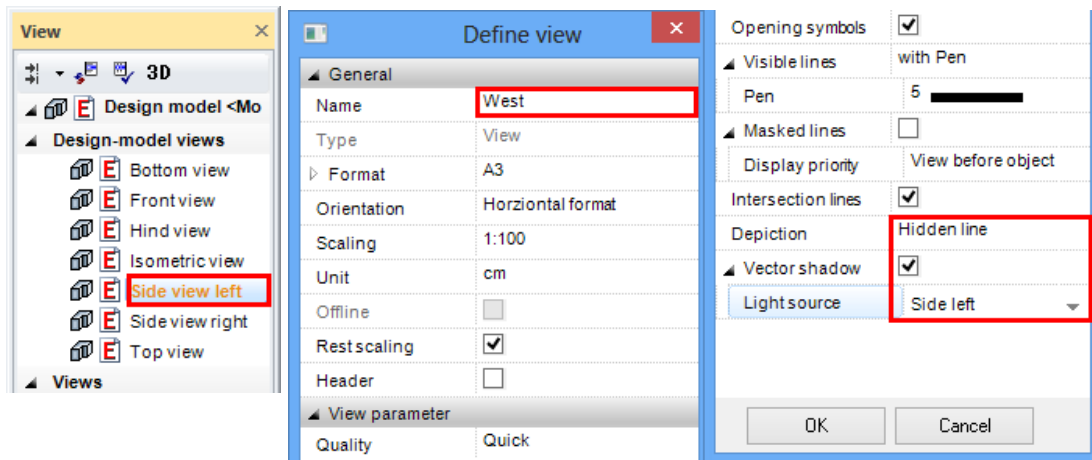 View
3D
Design model <Mo
Design-model views
Bottom view
Front view
Hind view
Isometric view
Side view left
Side view right
Top view
Views
Define view
General
Name West
Type View
Format A3
Orientation Horziontal format
Scaling 1:100
Unit cm
Offline
Rest scaling
Header
View parameter
Quality Quick
Opening symbols
Visible lines with Pen
Pen 5
Masked lines
Display priority View before object
Intersection lines
Depiction Hidden line
Vector shadow
Light source Side left
OK Cancel